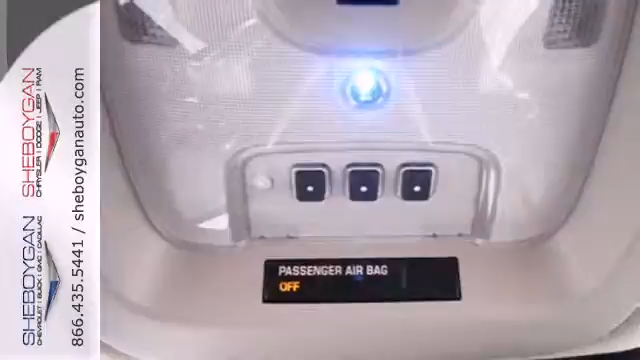 SHEBOYGAN
CHEVROLET | BUICK | GMC | CADILLAC
SHEBOYGAN
CHRYSLER | DODGE | JEEP | RAM
866.435.5441 / sheboyganauto.com
PASSENGER AIR BAG
OFF